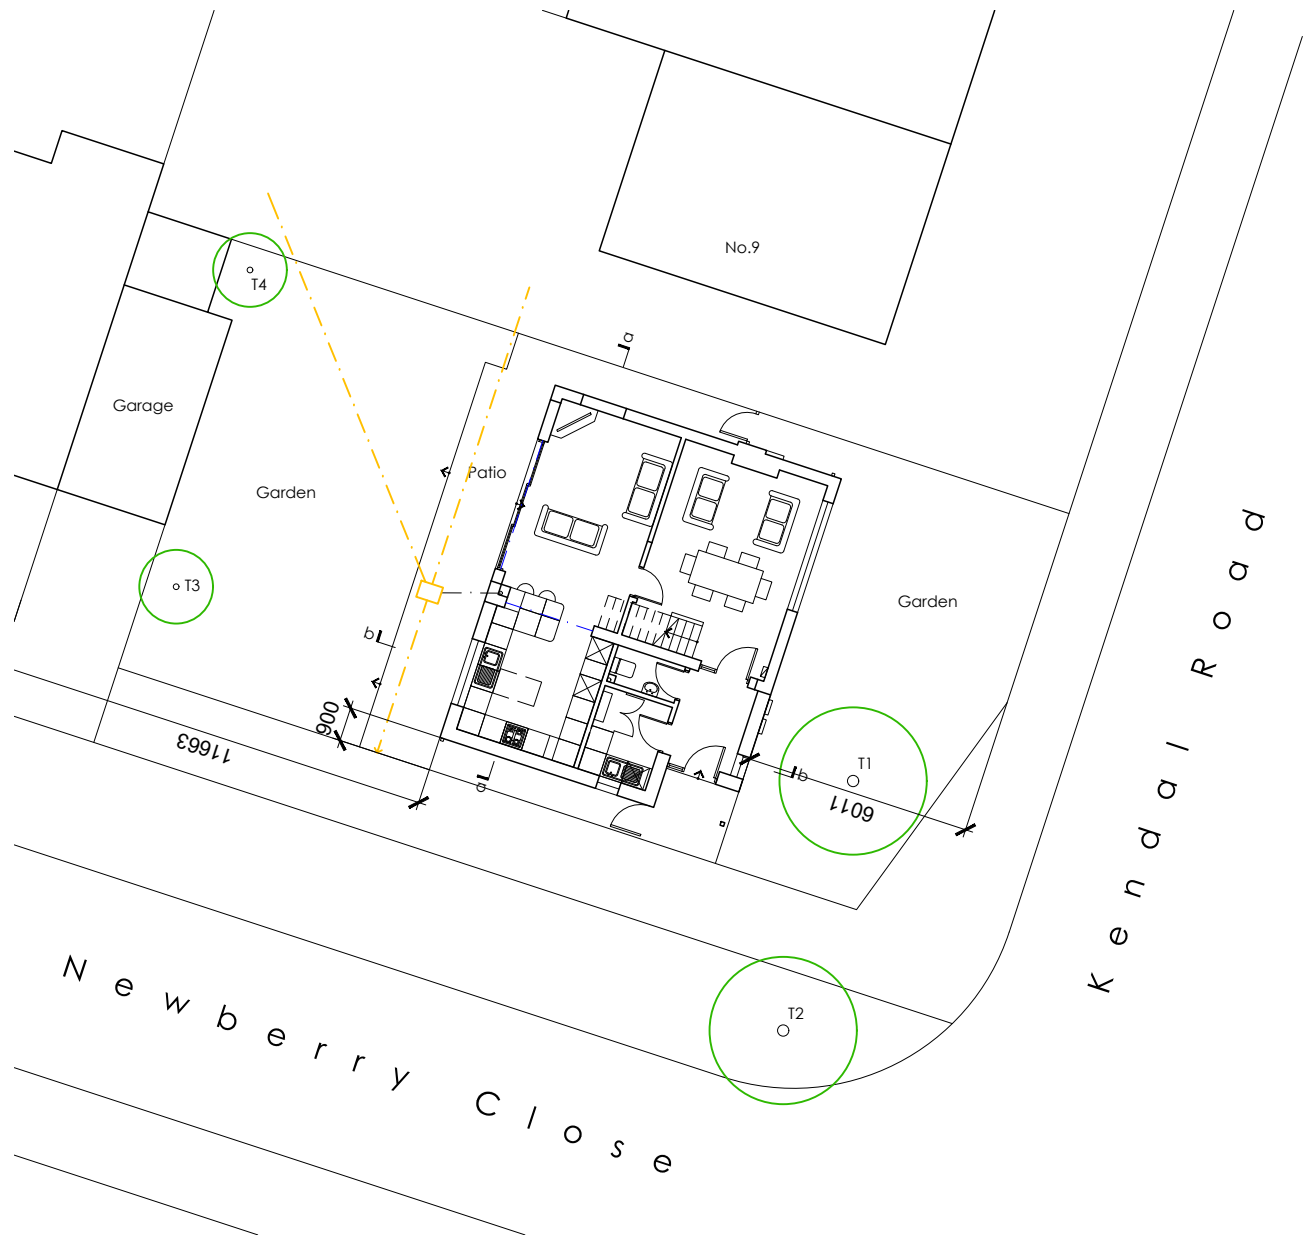 No.9
T4
a
Garage
Patio
Garden
T3
Garden
b
900
11663
a
b
T1
6011
T2
Newberry Close
Kendal Road